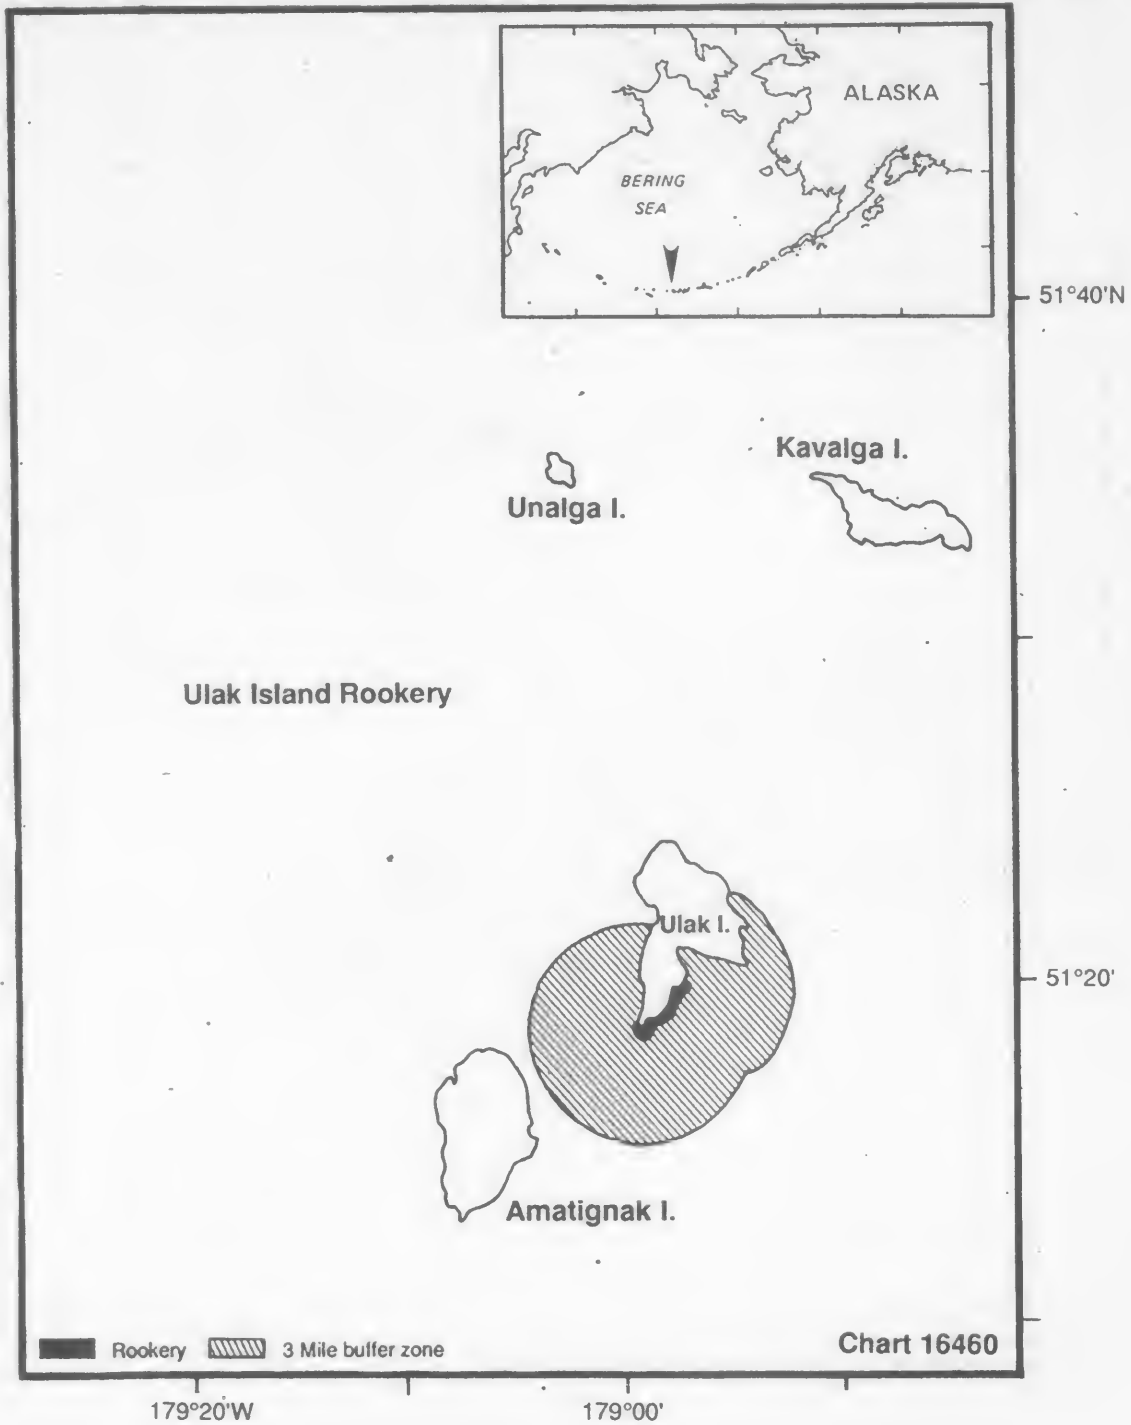 ALASKA
BERING
SEA
51°40'N
Kavalga I.
Unalga I.
Ulak Island Rookery
Ulak I.
51°20'
Amatignak I.
Rookery
3 Mile buffer zone
Chart 16460
179°20'W
179°00'